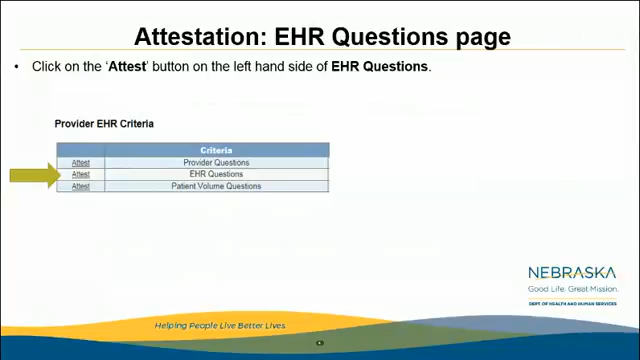 Attestation: EHR Questions page
• Click on the ‘Attest’ button on the left hand side of EHR Questions.
Provider EHR Criteria
Criteria
Attest Provider Questions
Attest EHR Questions
Attest Patient Volume Questions
NEBRASKA
Good Life. Great Mission.
DEPT. OF HEALTH AND HUMAN SERVICES
Helping People Live Better Lives.